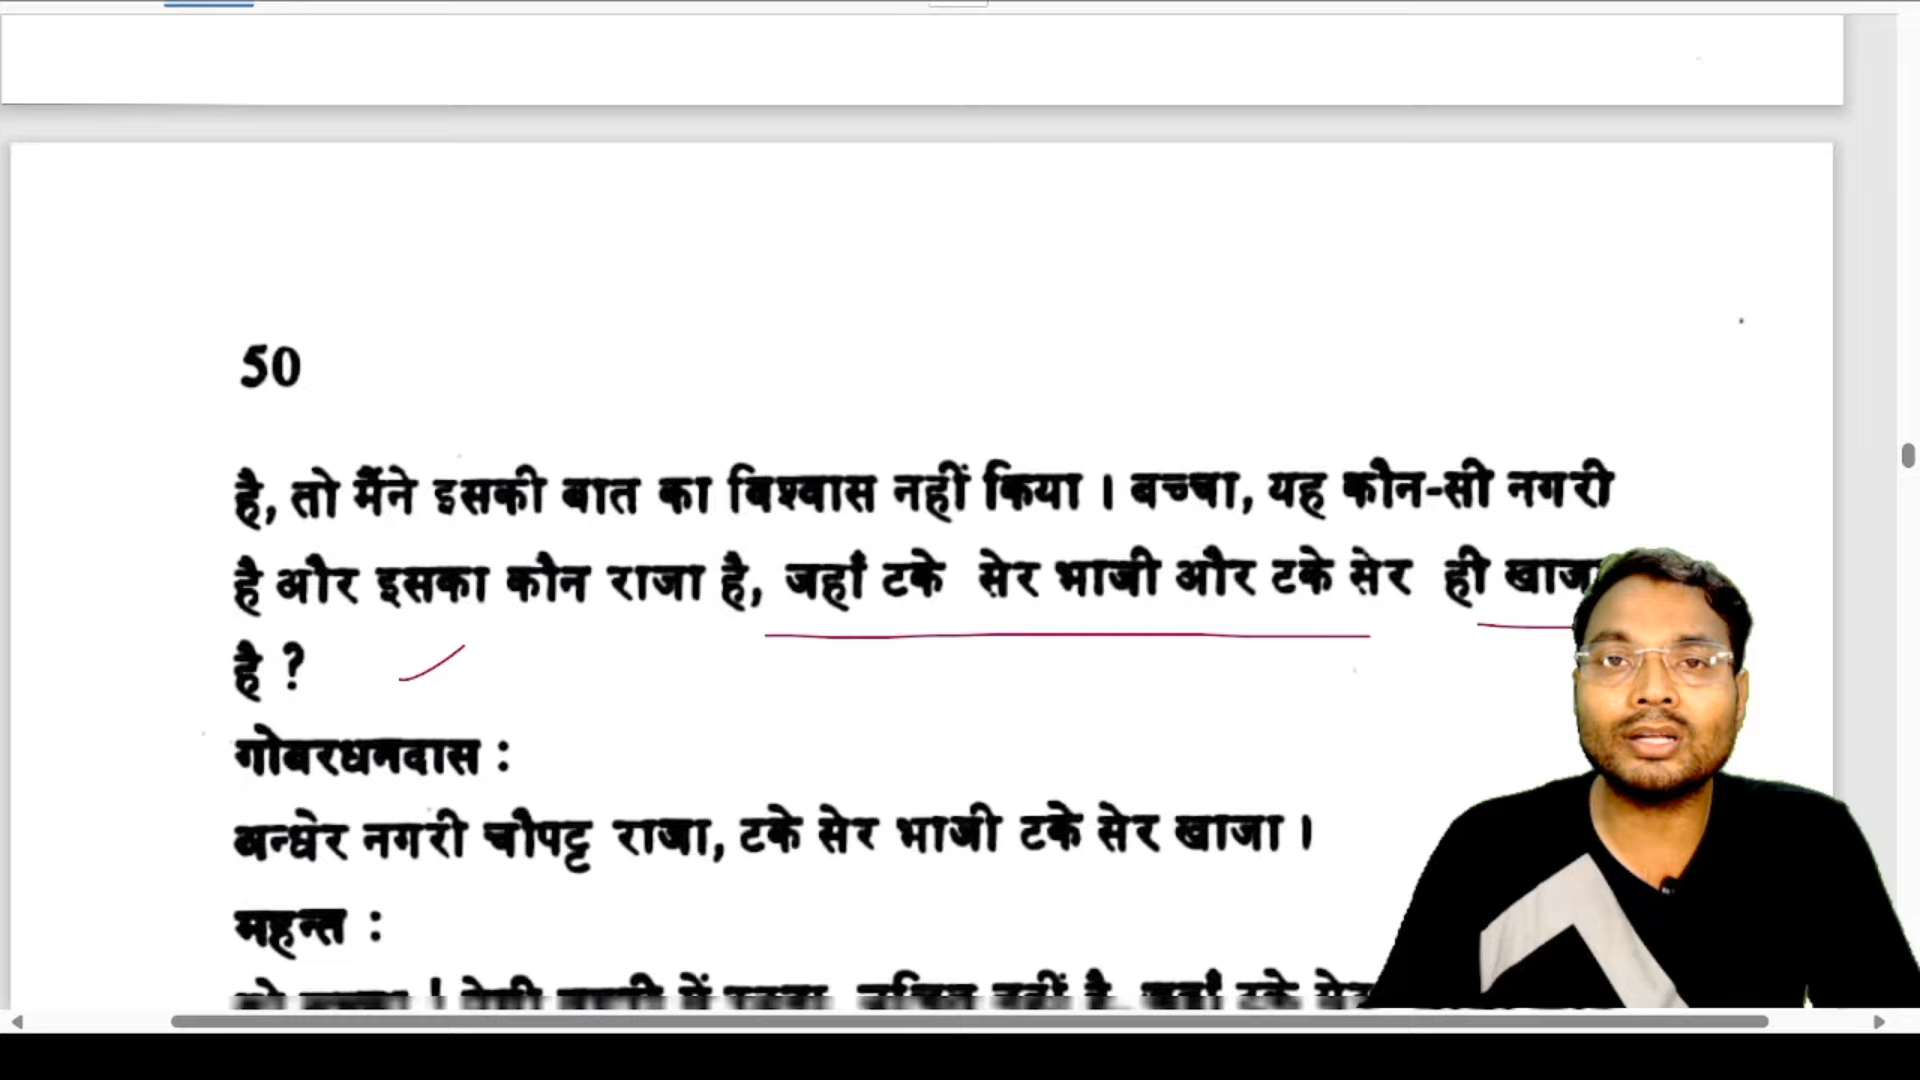 50
है, तो मैंने इसकी बात का विश्वास नहीं किया । बच्चा, यह कौन-सी नगरी
है और इसका कौन राजा है, जहाँ टके सेर भाजी और टके सेर ही खाजा
है ?
गोबरधनदास :
अन्धेर नगरी चौपट्ट राजा, टके सेर भाजी टके सेर खाजा ।
महन्त :